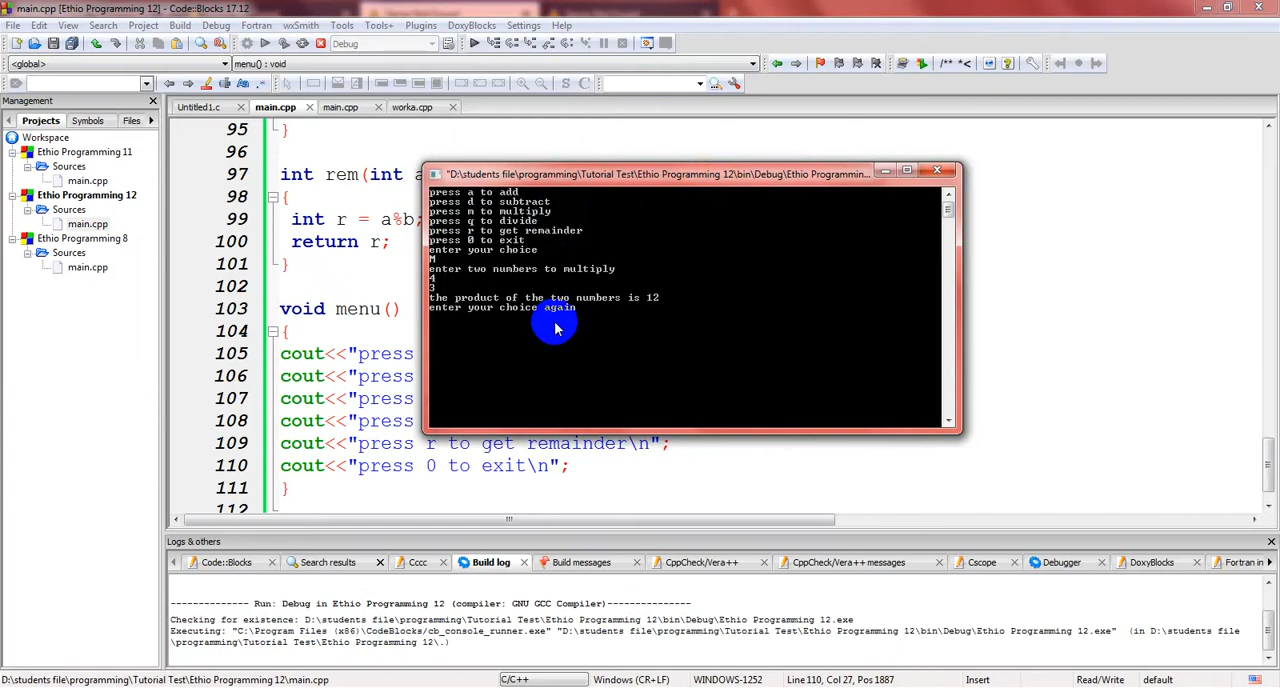 main.cpp [Ethio Programming 12] - Code::Blocks 17.12
File Edit View Search Project Build Debug Fortran wxSmith Tools Tools+ Plugins DoxyBlocks Settings Help
Debug
<global> menu() : void
Management
Projects Symbols Files
Workspace
Ethio Programming 11
Sources
main.cpp
Ethio Programming 12
Sources
main.cpp
Ethio Programming 8
Sources
main.cpp
Untitled1.c main.cpp main.cpp worka.cpp
95 }
96
97 int rem(int a
98 {
99 int r = a%b;
100 return r;
101 }
102
103 void menu()
104 {
105 cout<<"press
106 cout<<"press
107 cout<<"press
108 cout<<"press
109 cout<<"press r to get remainder\n";
110 cout<<"press 0 to exit\n";
111 }
112
"D:\students file\programming\Tutorial Test\Ethio Programming 12\bin\Debug\Ethio Programmin...
press a to add
press d to subtract
press m to multiply
press q to divide
press r to get remainder
press 0 to exit
enter your choice
M
enter two numbers to multiply
4
3
the product of the two numbers is 12
enter your choice again
Logs & others
Code::Blocks Search results Ccc Build log Build messages CppCheck/Vera++ CppCheck/Vera++ messages Cscope Debugger DoxyBlocks Fortran in
-------------- Run: Debug in Ethio Programming 12 (compiler: GNU GCC Compiler)---------------
Checking for existence: D:\students file\programming\Tutorial Test\Ethio Programming 12\bin\Debug\Ethio Programming 12.exe
Executing: "C:\Program Files (x86)\CodeBlocks/cb_console_runner.exe" "D:\students file\programming\Tutorial Test\Ethio Programming 12\bin\Debug\Ethio Programming 12.exe" (in D:\students file
\programming\Tutorial Test\Ethio Programming 12\.)
D:\students file\programming\Tutorial Test\Ethio Programming 12\main.cpp C/C++ Windows (CR+LF) WINDOWS-1252 Line 110, Col 27, Pos 1887 Insert Read/Write default